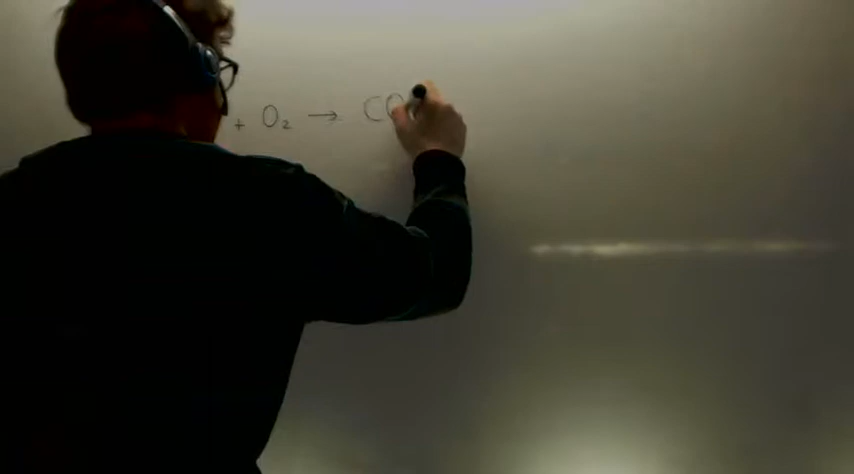 + O₂ → CO